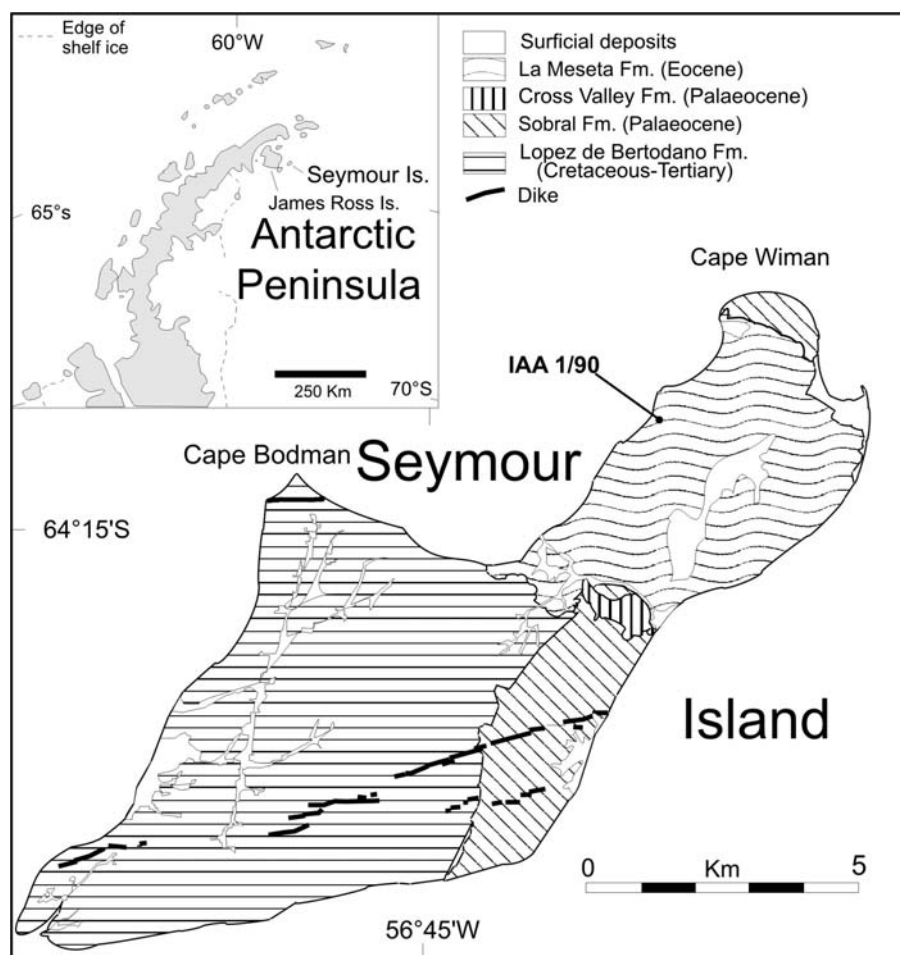 Edge of
shelf ice
60°W
65°s
Seymour Is.
James Ross Is.
Antarctic
Peninsula
250 Km
70°S
Surficial deposits
La Meseta Fm. (Eocene)
Cross Valley Fm. (Palaeocene)
Sobral Fm. (Palaeocene)
Lopez de Bertodano Fm.
(Cretaceous-Tertiary)
Dike
Cape Wiman
IAA 1/90
Cape Bodman
Seymour
64°15'S
Island
0 Km 5
56°45'W